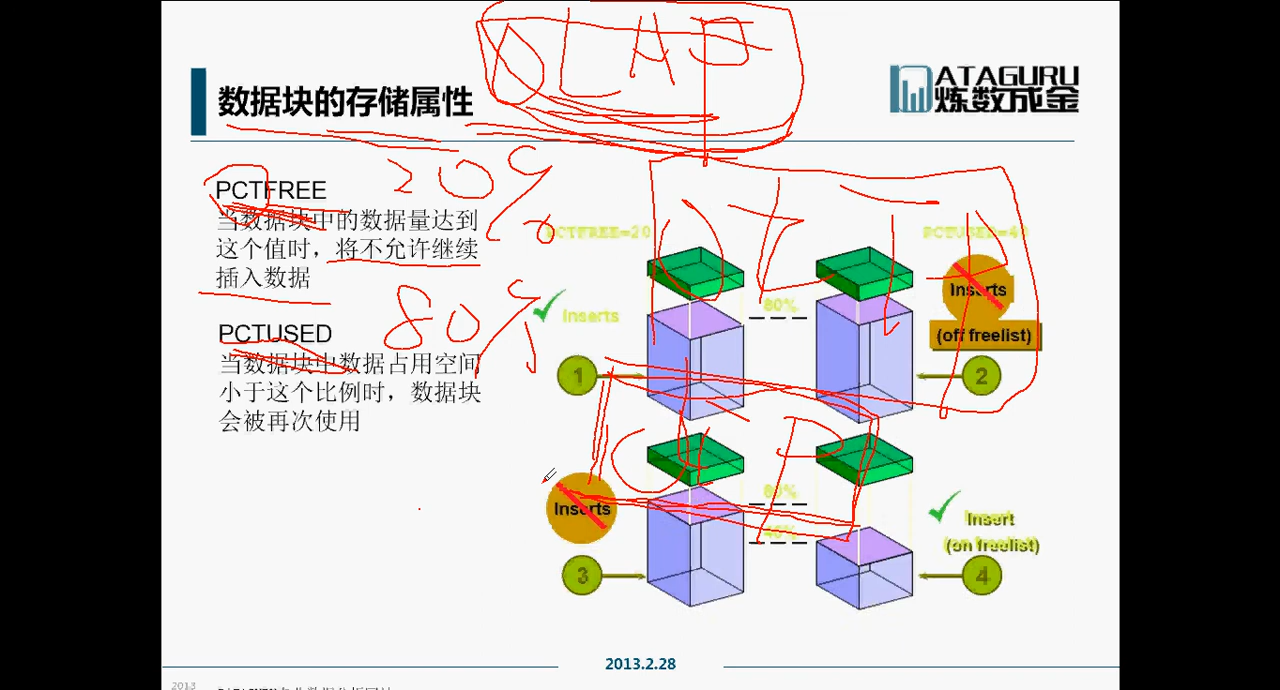 OLAP
数据块的存储属性
DATAGURU
炼数成金
PCTFREE
20%
当数据块中的数据量达到
这个值时，将不允许继续
插入数据
PCTUSED
80%
当数据块中数据占用空间
小于这个比例时，数据块
会被再次使用
PCTFREE=20
PCTUSED=40
Inserts
80%
Inserts
(off freelist)
1
2
Inserts
80%
40%
Insert
(on freelist)
3
4
2013.2.28
2013